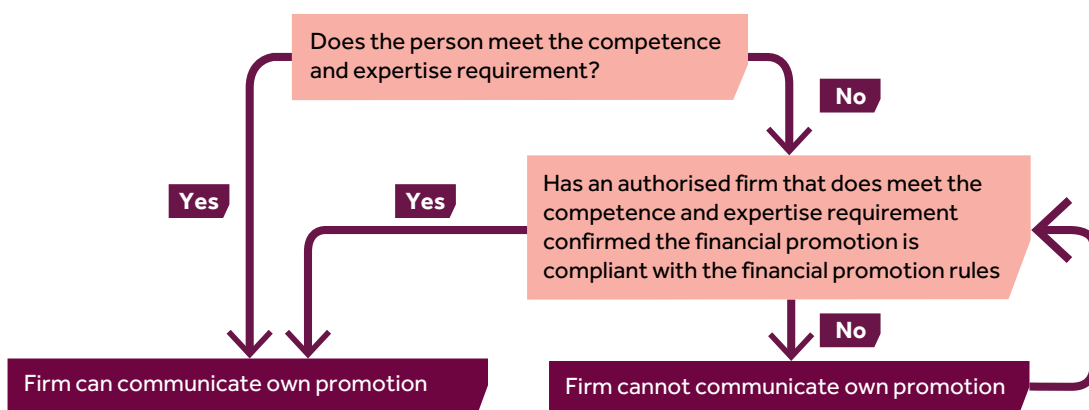 Does the person meet the competence
and expertise requirement?
No
Has an authorised firm that does meet the
competence and expertise requirement
confirmed the financial promotion is
compliant with the financial promotion rules
Yes
Yes
No
Firm can communicate own promotion
Firm cannot communicate own promotion